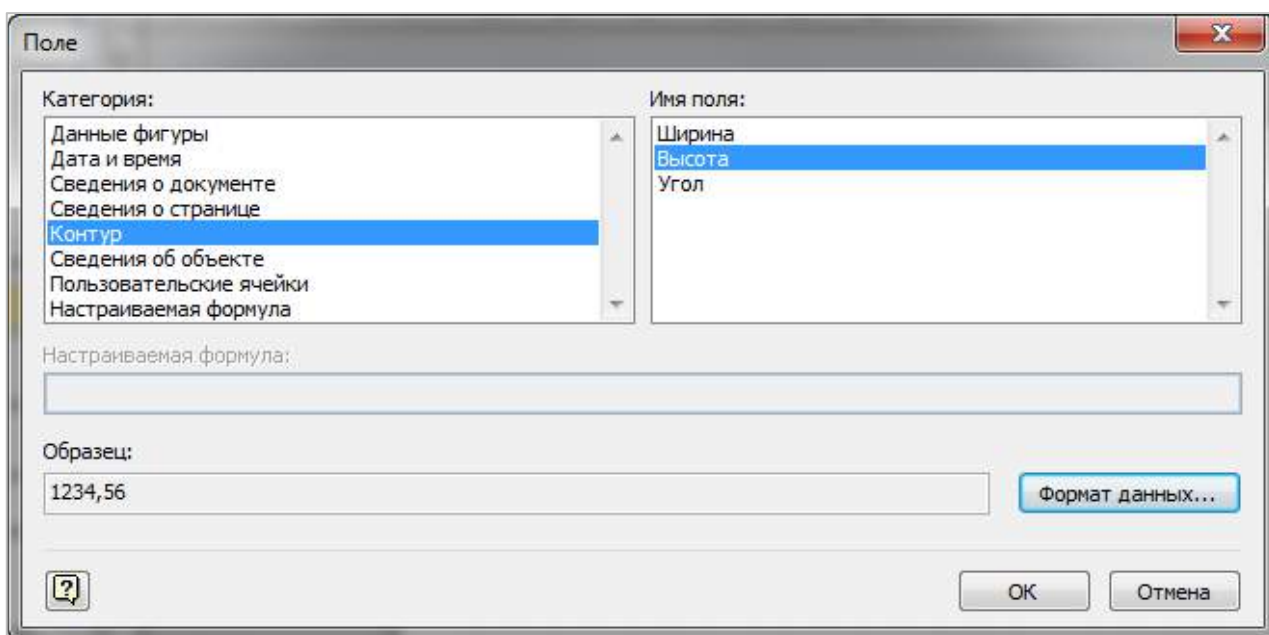 Поле
Категория:
Данные фигуры
Дата и время
Сведения о документе
Сведения о странице
Контур
Сведения об объекте
Пользовательские ячейки
Настраиваемая формула
Имя поля:
Ширина
Высота
Угол
Настраиваемая формула:
Образец:
1234,56
Формат данных...
OK
Отмена